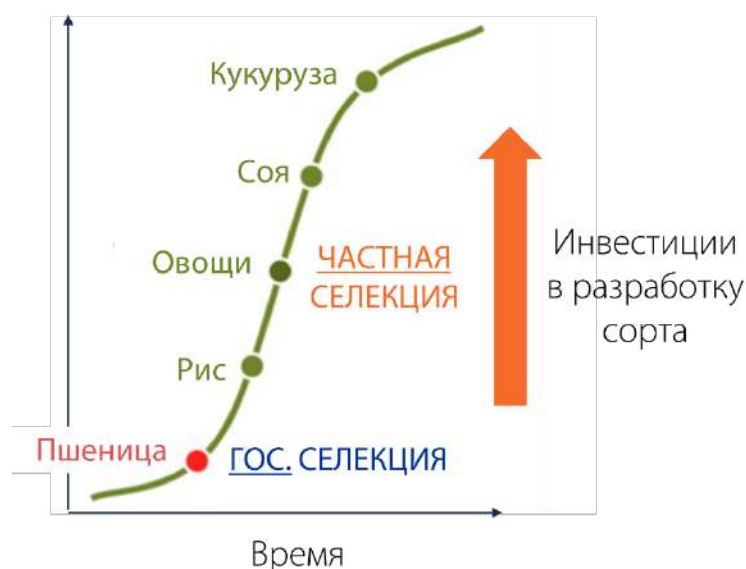 Кукуруза
Соя
Овощи
ЧАСТНАЯ
СЕЛЕКЦИЯ
Инвестиции
в разработку
сорта
Рис
Пшеница
ГОС. СЕЛЕКЦИЯ
Время